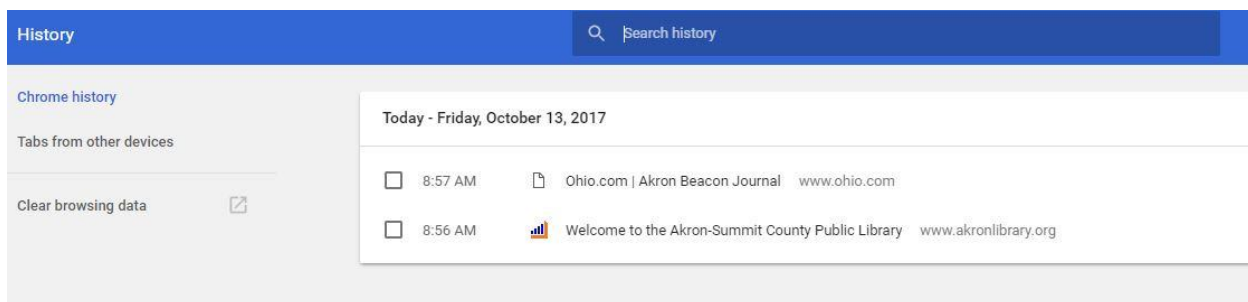 History
Search history
Chrome history
Tabs from other devices
Clear browsing data
Today - Friday, October 13, 2017
8:57 AM Ohio.com | Akron Beacon Journal www.ohio.com
8:56 AM Welcome to the Akron-Summit County Public Library www.akronlibrary.org